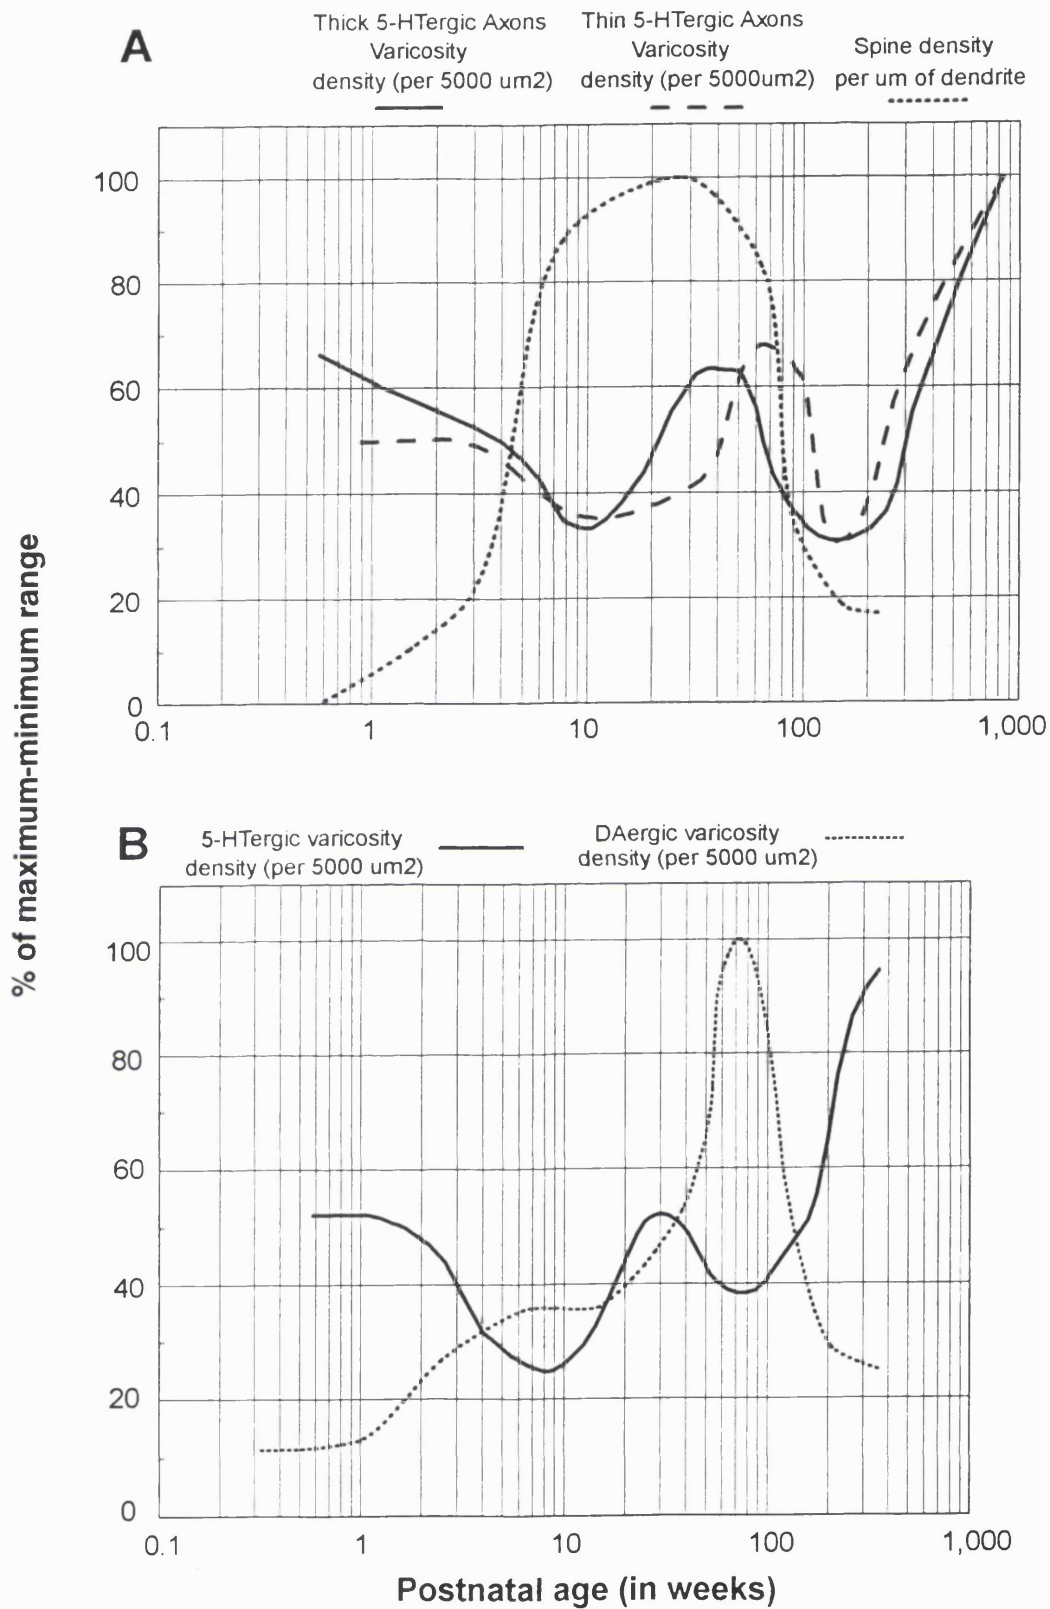 A
Thick 5-HTergic Axons
Varicosity
density (per 5000 um2)
Thin 5-HTergic Axons
Varicosity
density (per 5000um2)
Spine density
per um of dendrite
100
80
60
40
20
0
0.1
1
10
100
1,000
% of maximum-minimum range
B
5-HTergic varicosity
density (per 5000 um2)
DAergic varicosity
density (per 5000 um2)
100
80
60
40
20
0
0.1
1
10
100
1,000
Postnatal age (in weeks)